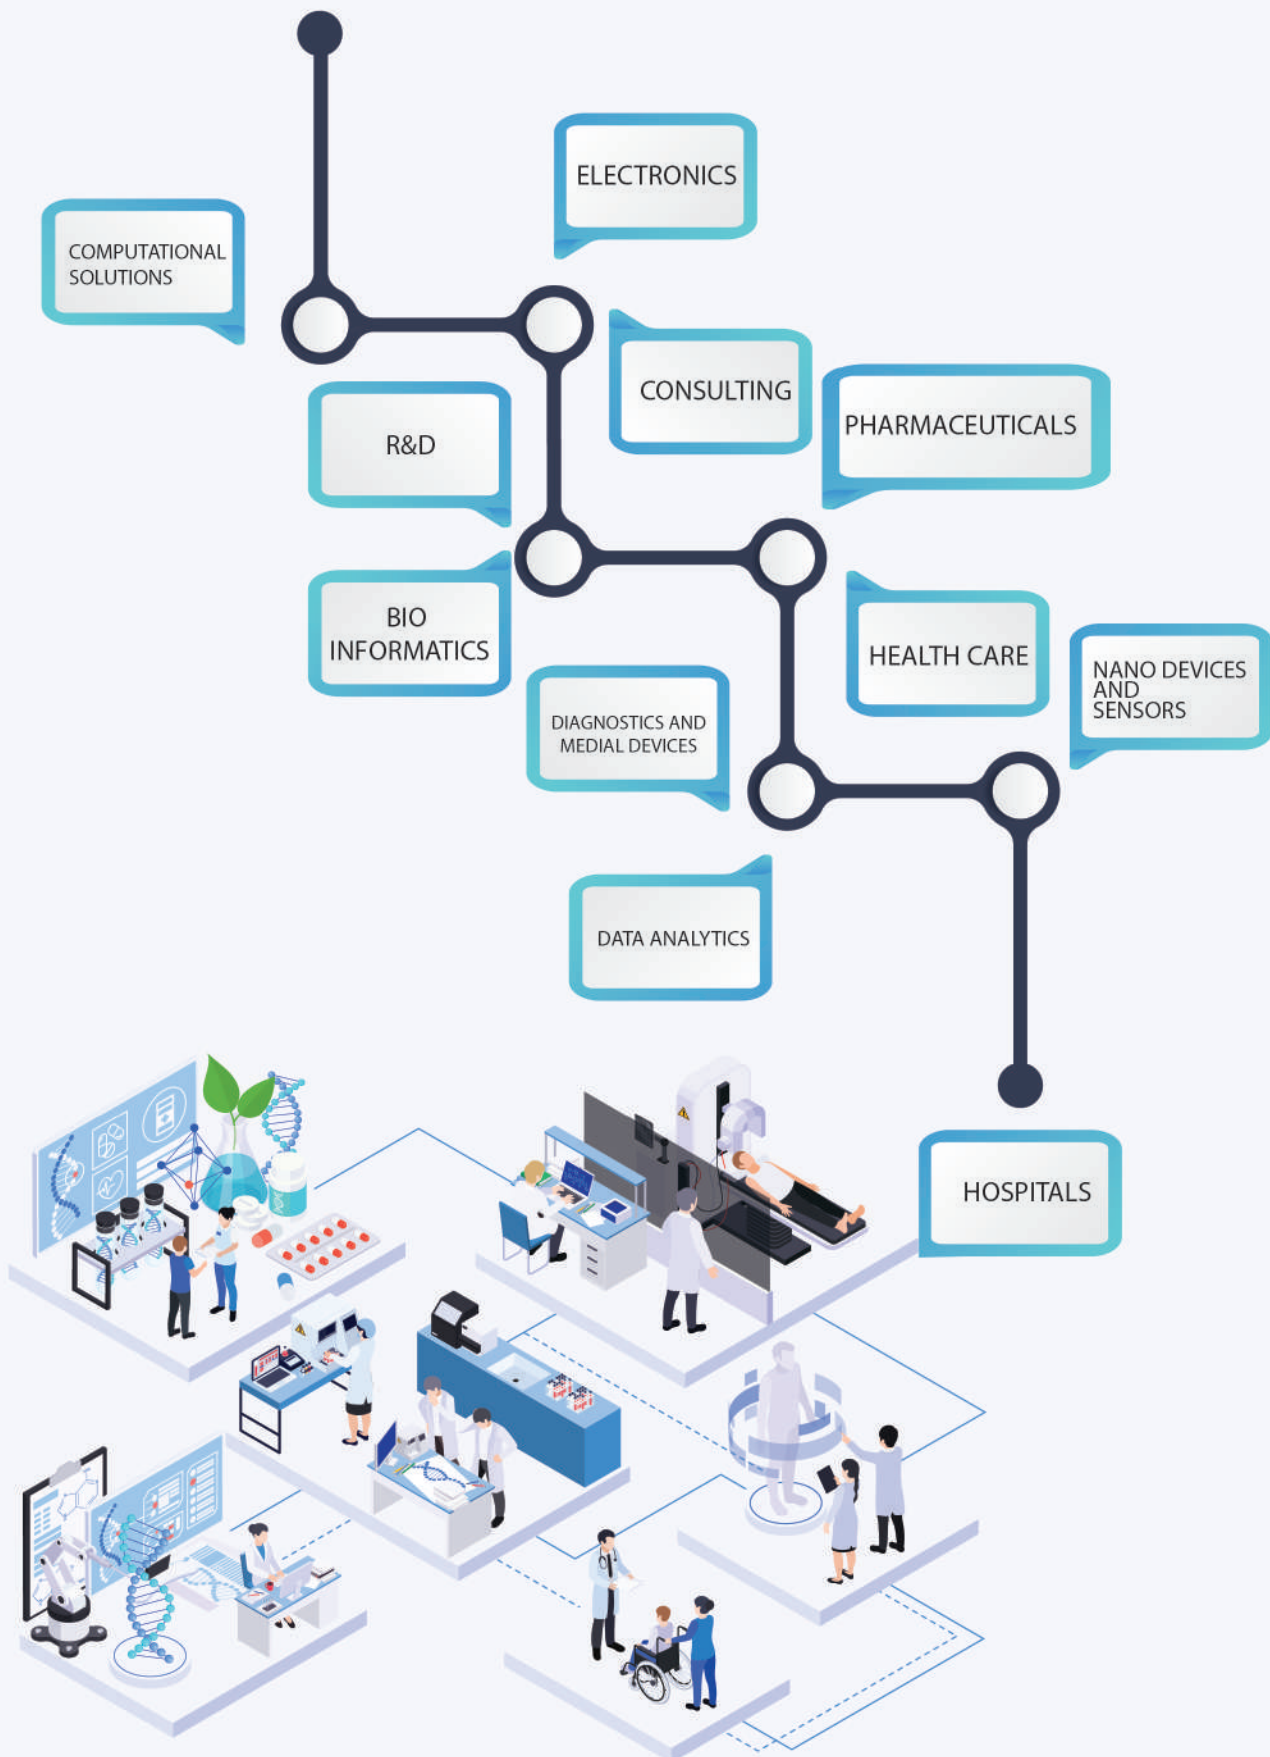 ELECTRONICS
COMPUTATIONAL
SOLUTIONS
CONSULTING
PHARMACEUTICALS
R&D
BIO
INFORMATICS
HEALTH CARE
NANO DEVICES
AND
SENSORS
DIAGNOSTICS AND
MEDIAL DEVICES
DATA ANALYTICS
HOSPITALS